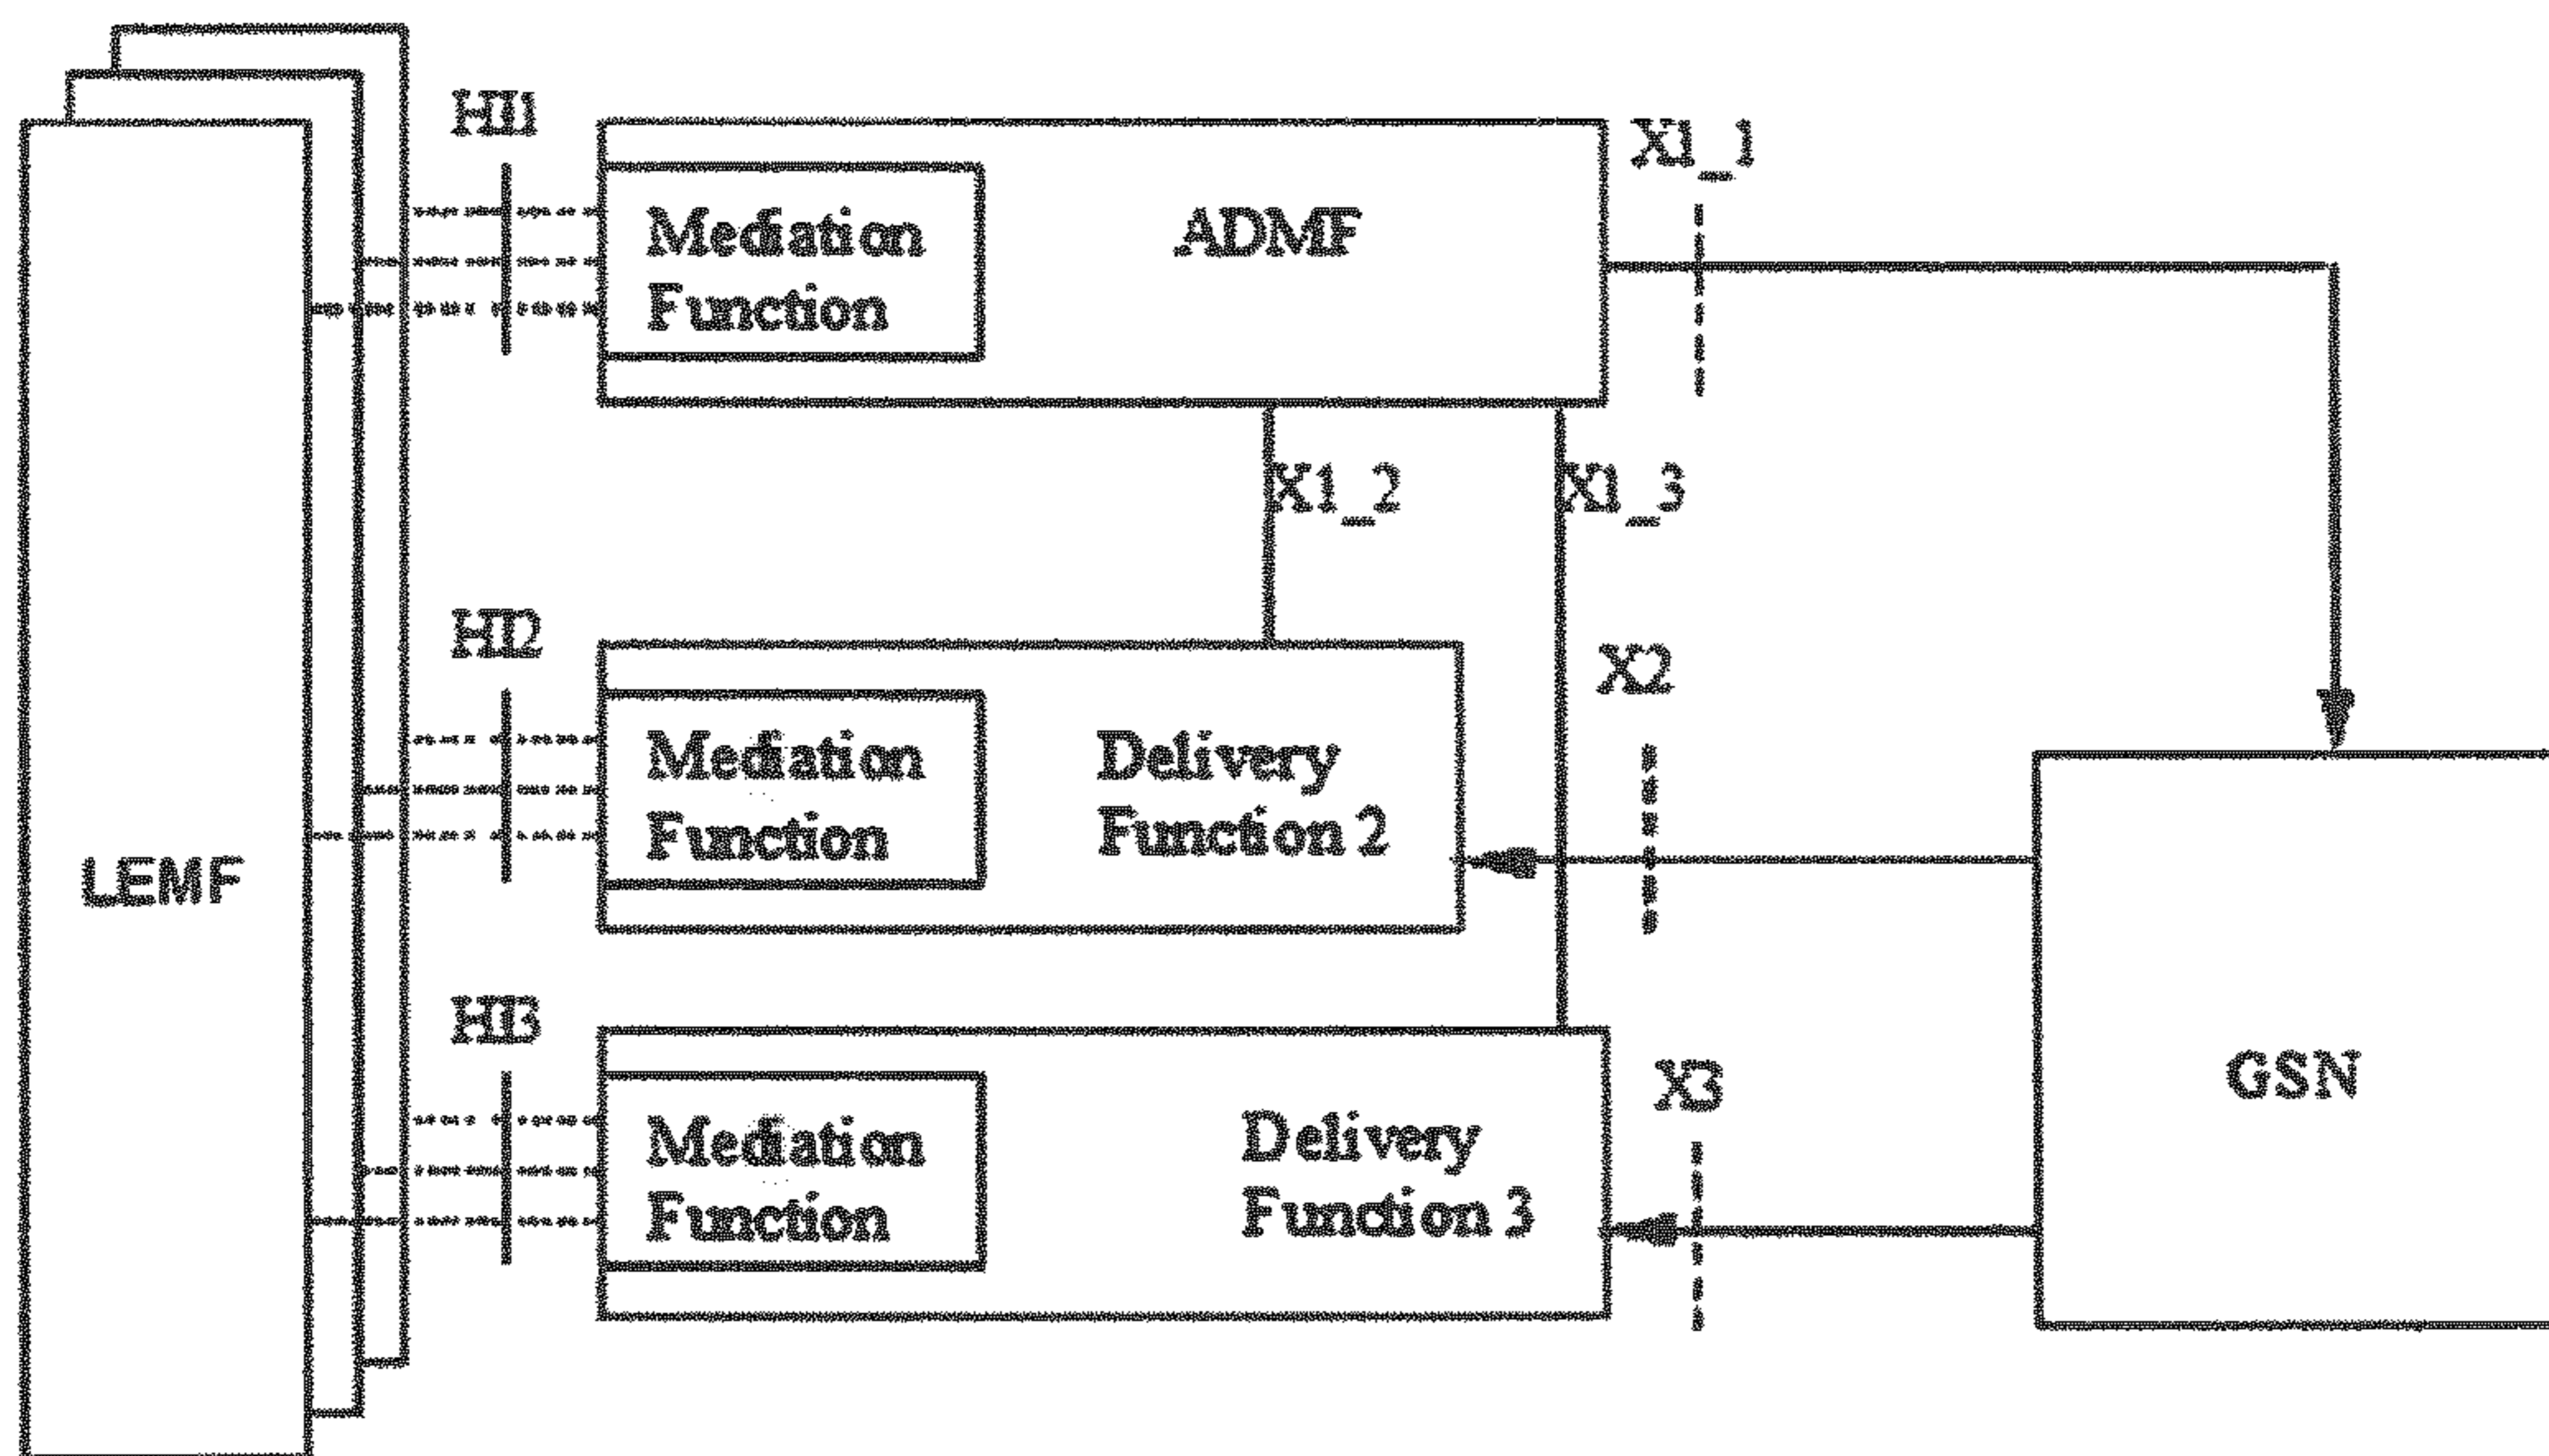 HI1
X1_1
Mediation
Function
ADMF
X1_2
X1_3
HI2
X2
Mediation
Function
Delivery
Function 2
LEMF
HI3
X3
GSN
Mediation
Function
Delivery
Function 3